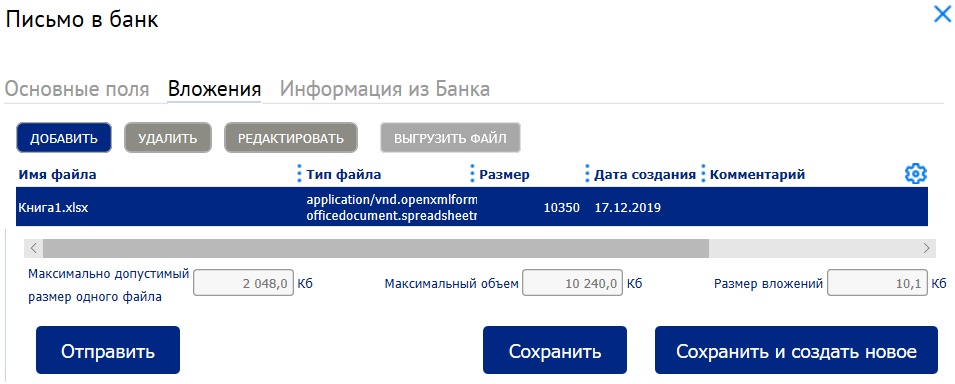 Письмо в банк
Основные поля Вложения Информация из Банка
ДОБАВИТЬ УДАЛИТЬ РЕДАКТИРОВАТЬ ВЫГРУЗИТЬ ФАЙЛ
Имя файла Тип файла Размер Дата создания Комментарий
Книга1.xlsx application/vnd.openxmlform 10350 17.12.2019
officedocument.spreadsheetr
Максимально допустимый
размер одного файла 2 048,0 Кб Максимальный объем 10 240,0 Кб Размер вложений 10,1 Кб
Отправить Сохранить Сохранить и создать новое